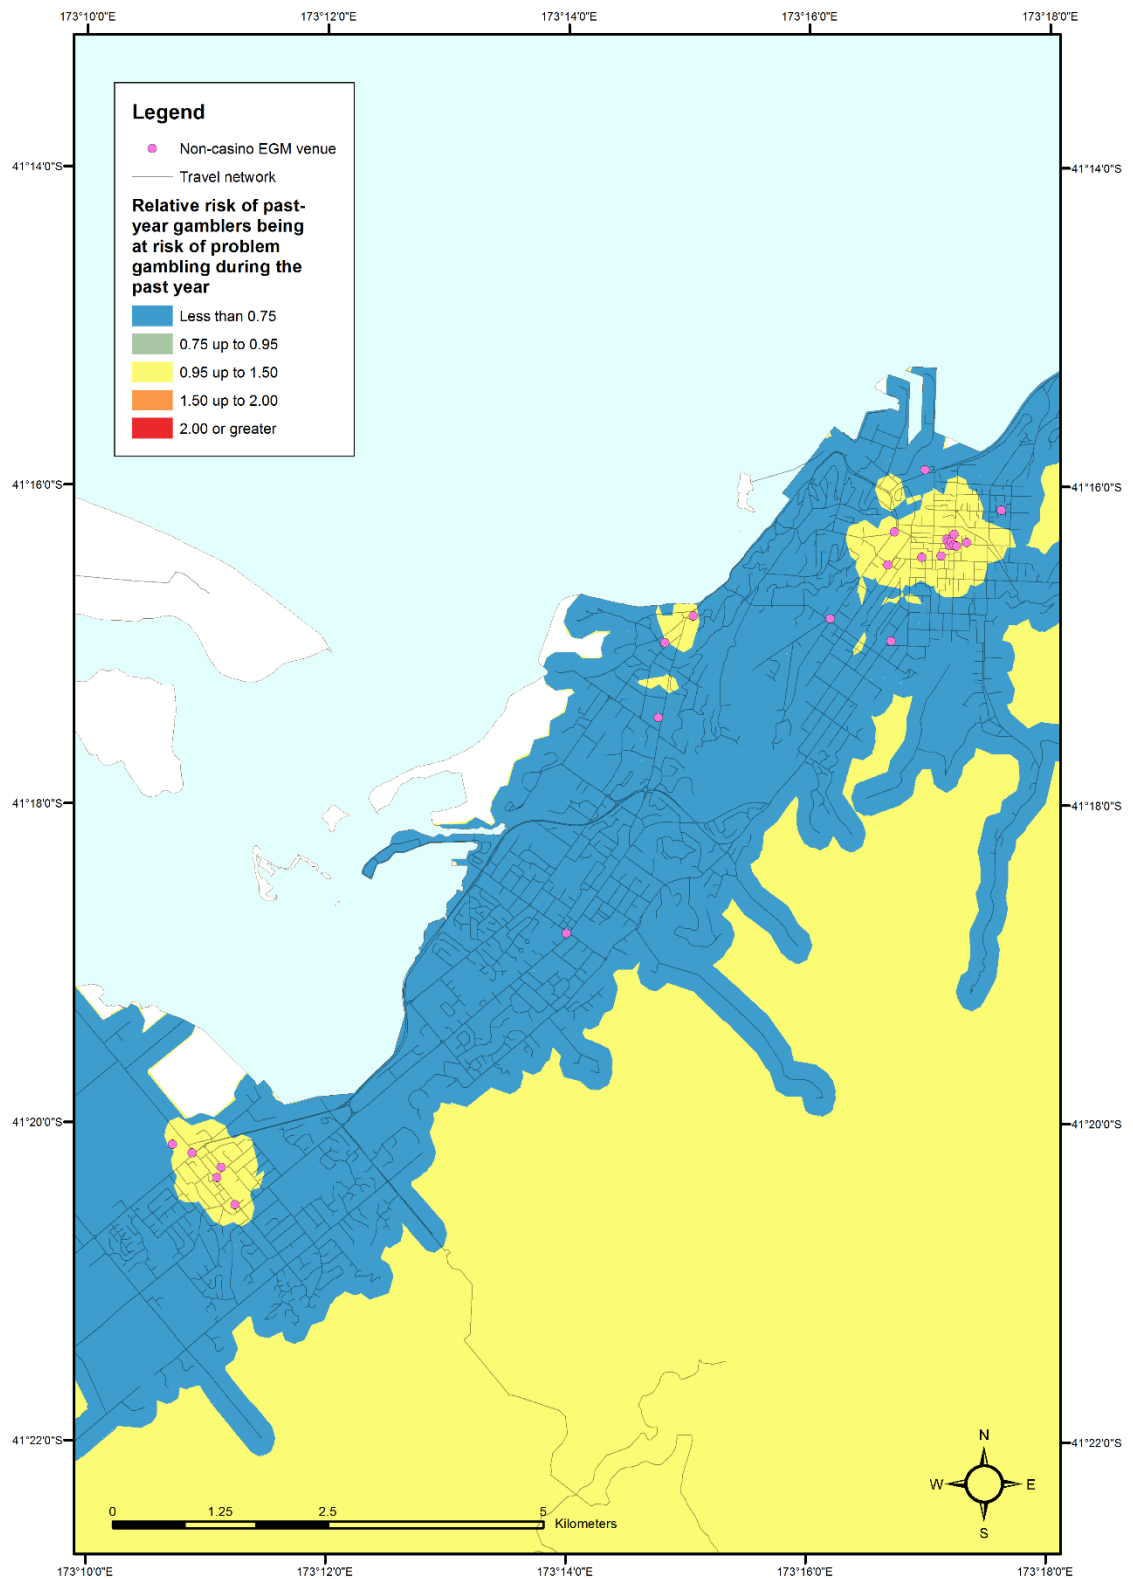 173°10'0"E 173°12'0"E 173°14'0"E 173°16'0"E 173°18'0"E
Legend
Non-casino EGM venue
Travel network
Relative risk of past-
year gamblers being
at risk of problem
gambling during the
past year
Less than 0.75
0.75 up to 0.95
0.95 up to 1.50
1.50 up to 2.00
2.00 or greater
41°14'0"S 41°14'0"S
41°16'0"S 41°16'0"S
41°18'0"S 41°18'0"S
41°20'0"S 41°20'0"S
41°22'0"S 41°22'0"S
N
W E
S
0 1.25 2.5 5
Kilometers
173°10'0"E 173°12'0"E 173°14'0"E 173°16'0"E 173°18'0"E